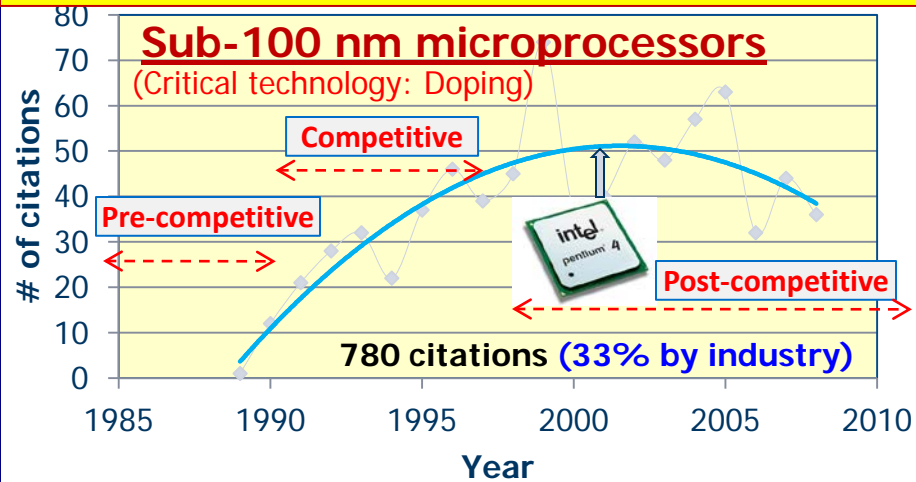 Sub-100 nm microprocessors
(Critical technology: Doping)
Competitive
Pre-competitive
intel
pentium 4
Post-competitive
780 citations (33% by industry)
# of citations
80
70
60
50
40
30
20
10
0
1985 1990 1995 2000 2005 2010
Year